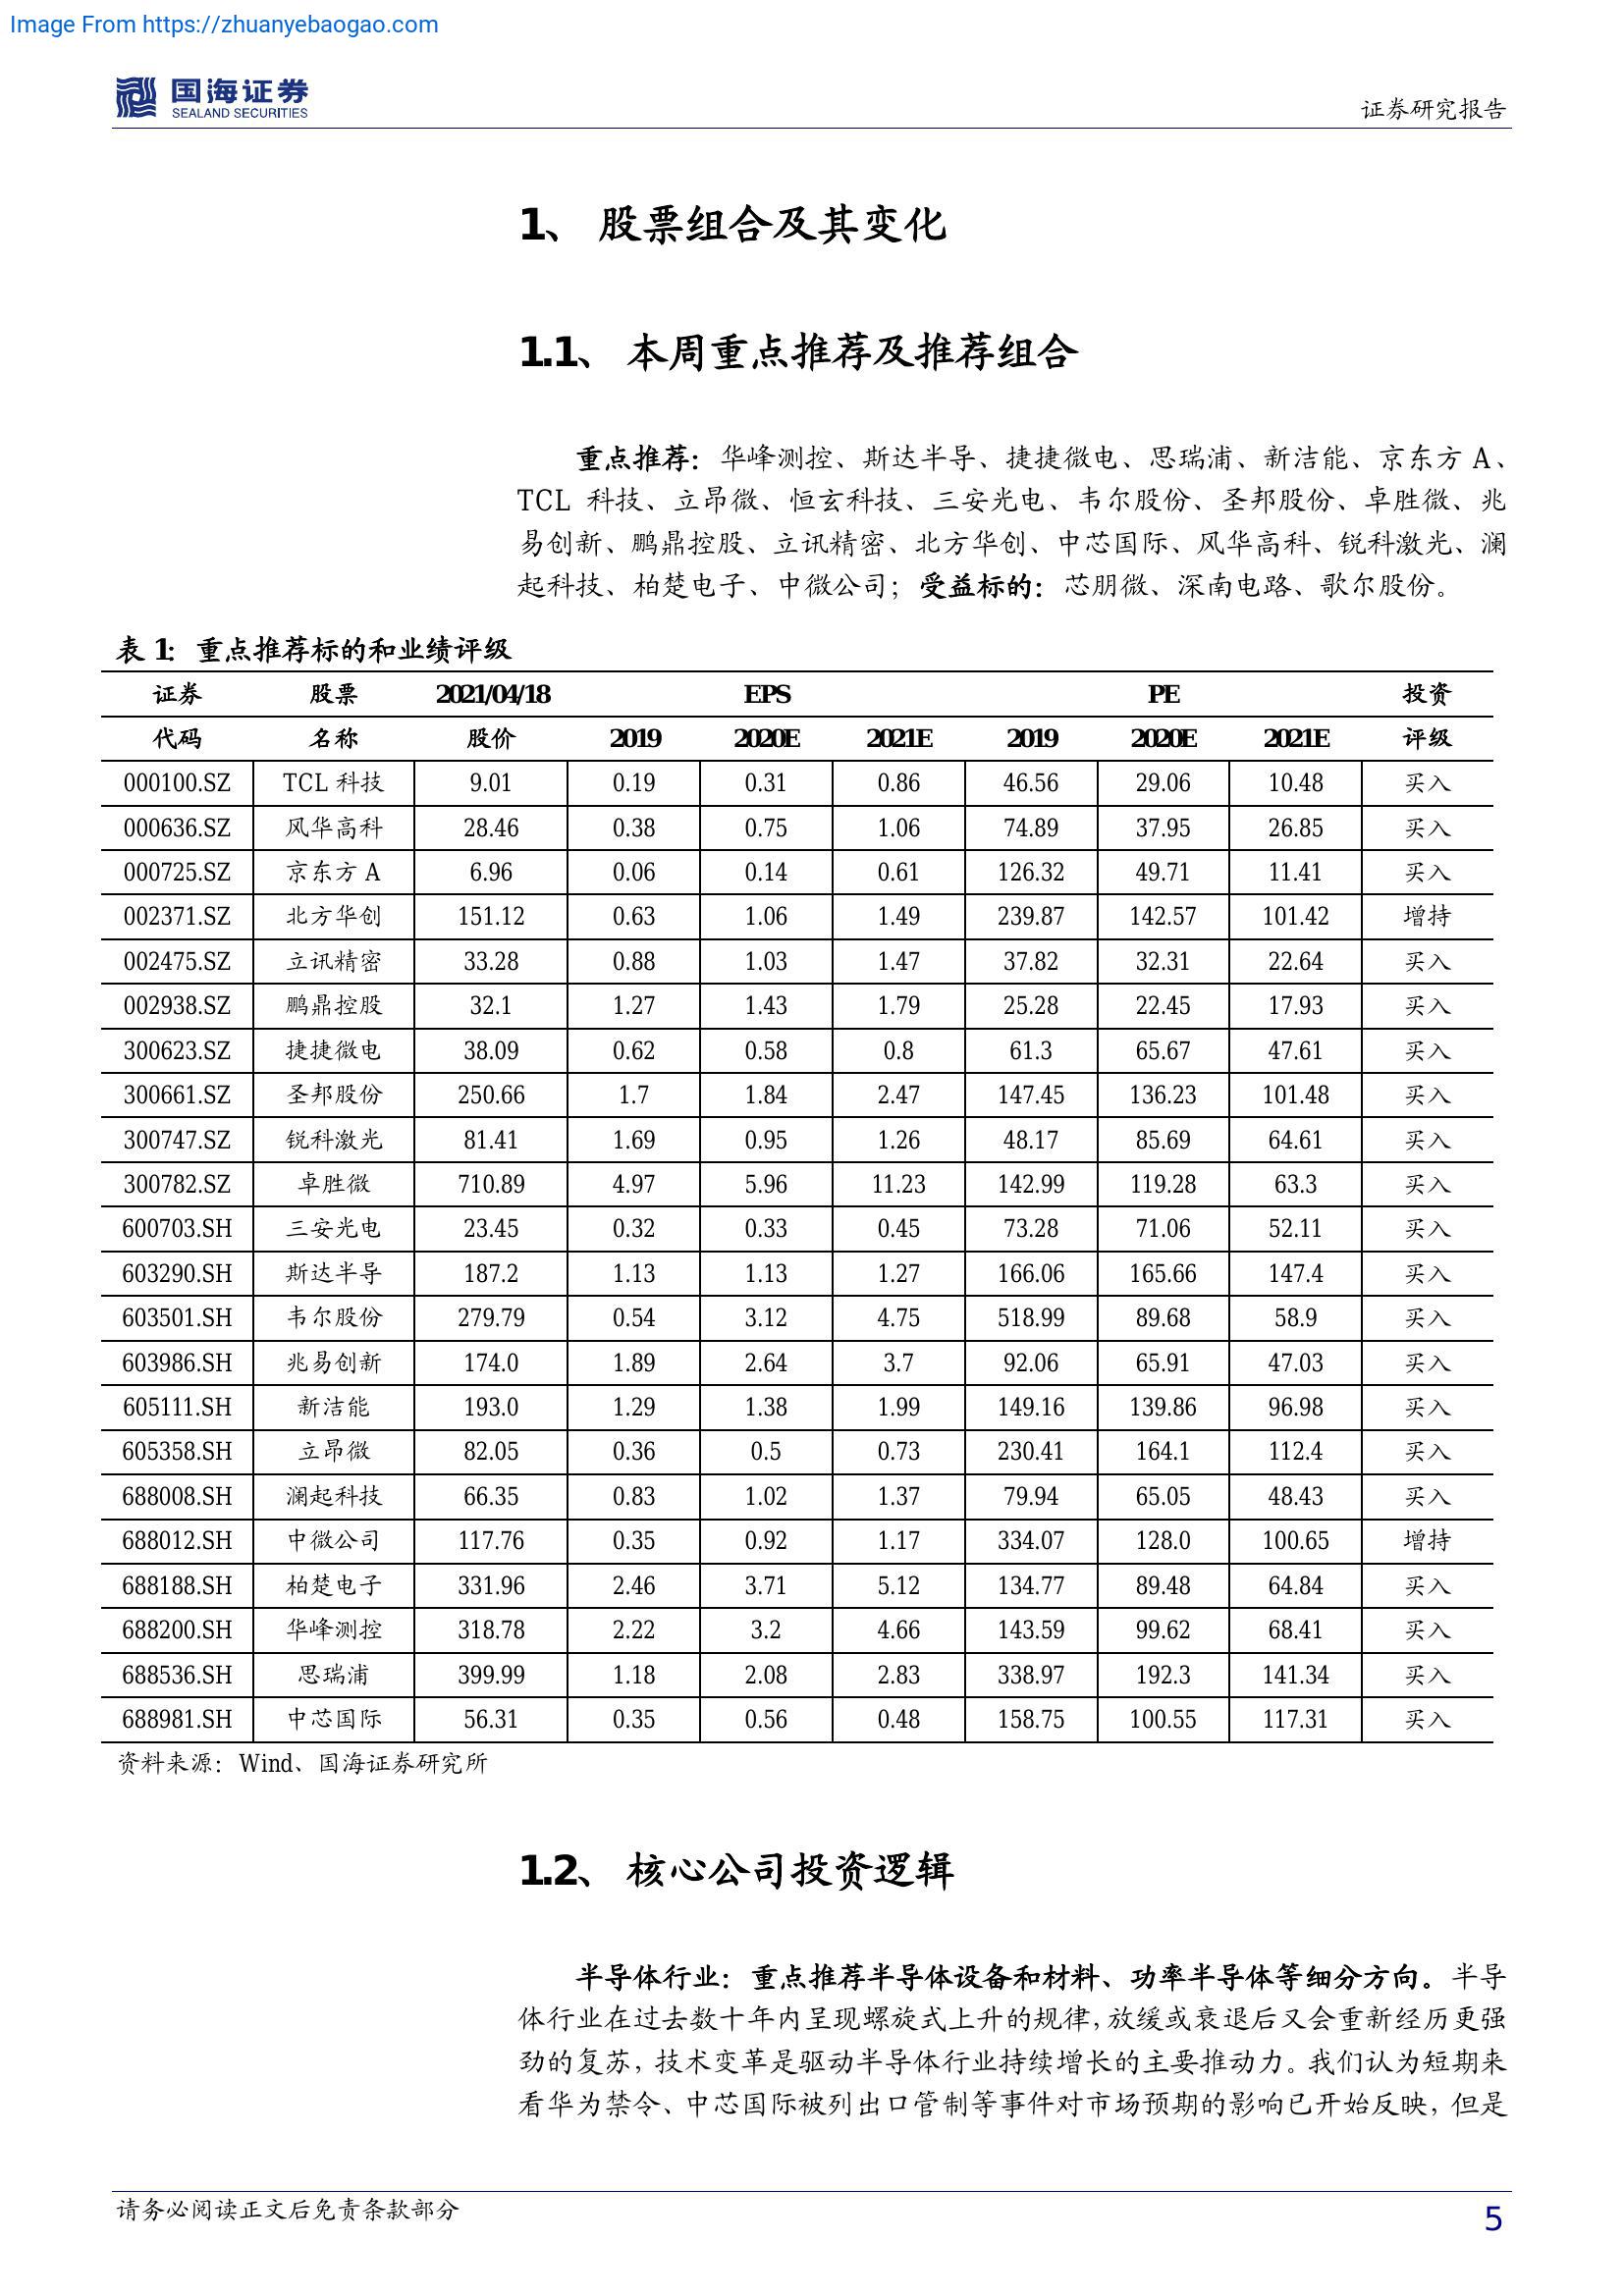 Image From https://zhuanyebaogao.com
国海证券
SEALAND SECURITIES
证券研究报告
1、 股票组合及其变化
1.1、 本周重点推荐及推荐组合
重点推荐：华峰测控、斯达半导、捷捷微电、思瑞浦、新洁能、京东方 A、
TCL 科技、立昂微、恒玄科技、三安光电、韦尔股份、圣邦股份、卓胜微、兆
易创新、鹏鼎控股、立讯精密、北方华创、中芯国际、风华高科、锐科激光、澜
起科技、柏楚电子、中微公司；受益标的：芯朋微、深南电路、歌尔股份。
表 1：重点推荐标的和业绩评级
证券 股票 2021/04/18 EPS PE 投资
代码 名称 股价 2019 2020E 2021E 2019 2020E 2021E 评级
000100.SZ TCL 科技 9.01 0.19 0.31 0.86 46.56 29.06 10.48 买入
000636.SZ 风华高科 28.46 0.38 0.75 1.06 74.89 37.95 26.85 买入
000725.SZ 京东方 A 6.96 0.06 0.14 0.61 126.32 49.71 11.41 买入
002371.SZ 北方华创 151.12 0.63 1.06 1.49 239.87 142.57 101.42 增持
002475.SZ 立讯精密 33.28 0.88 1.03 1.47 37.82 32.31 22.64 买入
002938.SZ 鹏鼎控股 32.1 1.27 1.43 1.79 25.28 22.45 17.93 买入
300623.SZ 捷捷微电 38.09 0.62 0.58 0.8 61.3 65.67 47.61 买入
300661.SZ 圣邦股份 250.66 1.7 1.84 2.47 147.45 136.23 101.48 买入
300747.SZ 锐科激光 81.41 1.69 0.95 1.26 48.17 85.69 64.61 买入
300782.SZ 卓胜微 710.89 4.97 5.96 11.23 142.99 119.28 63.3 买入
600703.SH 三安光电 23.45 0.32 0.33 0.45 73.28 71.06 52.11 买入
603290.SH 斯达半导 187.2 1.13 1.13 1.27 166.06 165.66 147.4 买入
603501.SH 韦尔股份 279.79 0.54 3.12 4.75 518.99 89.68 58.9 买入
603986.SH 兆易创新 174.0 1.89 2.64 3.7 92.06 65.91 47.03 买入
605111.SH 新洁能 193.0 1.29 1.38 1.99 149.16 139.86 96.98 买入
605358.SH 立昂微 82.05 0.36 0.5 0.73 230.41 164.1 112.4 买入
688008.SH 澜起科技 66.35 0.83 1.02 1.37 79.94 65.05 48.43 买入
688012.SH 中微公司 117.76 0.35 0.92 1.17 334.07 128.0 100.65 增持
688188.SH 柏楚电子 331.96 2.46 3.71 5.12 134.77 89.48 64.84 买入
688200.SH 华峰测控 318.78 2.22 3.2 4.66 143.59 99.62 68.41 买入
688536.SH 思瑞浦 399.99 1.18 2.08 2.83 338.97 192.3 141.34 买入
688981.SH 中芯国际 56.31 0.35 0.56 0.48 158.75 100.55 117.31 买入
资料来源：Wind、国海证券研究所
1.2、 核心公司投资逻辑
半导体行业：重点推荐半导体设备和材料、功率半导体等细分方向。半导
体行业在过去数十年内呈现螺旋式上升的规律，放缓或衰退后又会重新经历更强
劲的复苏，技术变革是驱动半导体行业持续增长的主要推动力。我们认为短期来
看华为禁令、中芯国际被列出口管制等事件对市场预期的影响已开始反映，但是
请务必阅读正文后免责条款部分
5